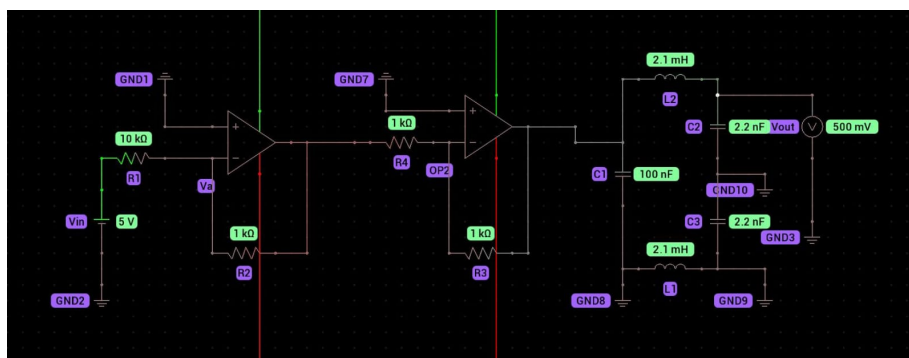 2.1 mH
GND1
GND7
L2
10 kΩ
+
1 kΩ
+
C2
2.2 nF
Vout
V
500 mV
R1
−
R4
−
OP2
C1
100 nF
Va
GND10
Vin
5 V
C3
2.2 nF
GND3
1 kΩ
1 kΩ
2.1 mH
R2
R3
L1
GND2
GND8
GND9